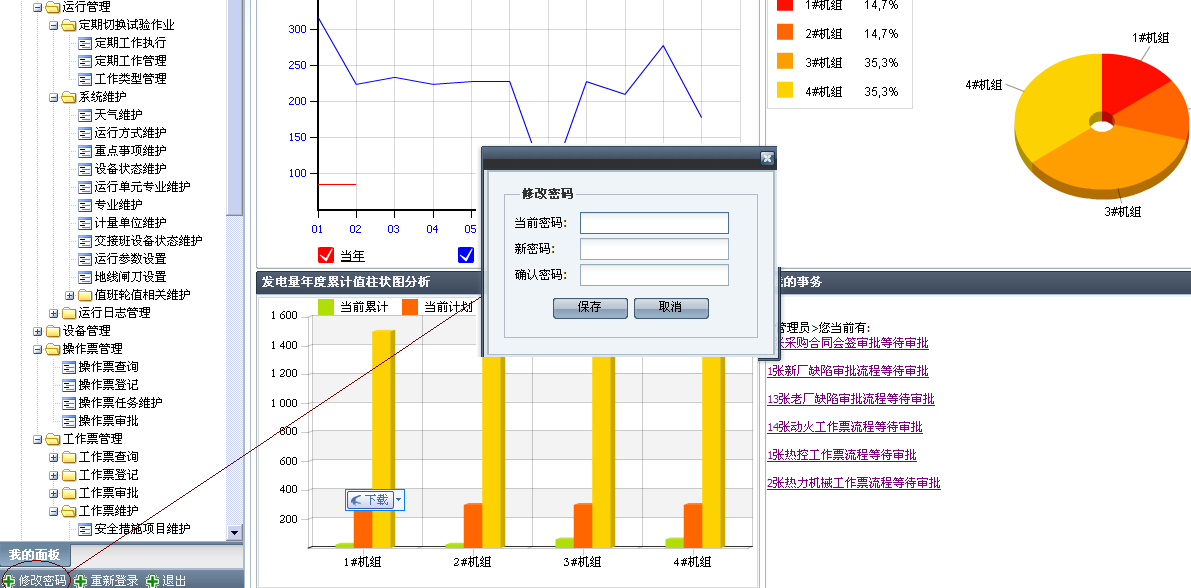 运行管理
定期切换试验作业
定期工作执行
定期工作管理
工作类型管理
系统维护
天气维护
运行方式维护
重点事项维护
设备状态维护
运行单元专业维护
专业维护
计量单位维护
交接班设备状态维护
运行参数设置
地线闸刀设置
值班轮值相关维护
运行日志管理
设备管理
操作票管理
操作票查询
操作票登记
操作票任务维护
操作票审批
工作票管理
工作票查询
工作票登记
工作票审批
工作票维护
安全措施项目维护
我的面板
修改密码 重新登录 退出
300
250
200
150
100
01 02 03 04 05
当年
1#机组 14,7%
2#机组 14,7%
3#机组 35,3%
4#机组 35,3%
1#机组
4#机组
3#机组
修改密码
当前密码:
新密码:
确认密码:
保存 取消
发电量年度累计值柱状图分析
当前累计 当前计划
1 600
1 400
1 200
1 000
800
600
400
200
下载
1#机组 2#机组 3#机组 4#机组
的事务
管理员>您当前有:
张采购合同会签审批等待审批
1张新厂缺陷审批流程等待审批
13张老厂缺陷审批流程等待审批
14张动火工作票流程等待审批
1张热控工作票流程等待审批
2张热力机械工作票流程等待审批